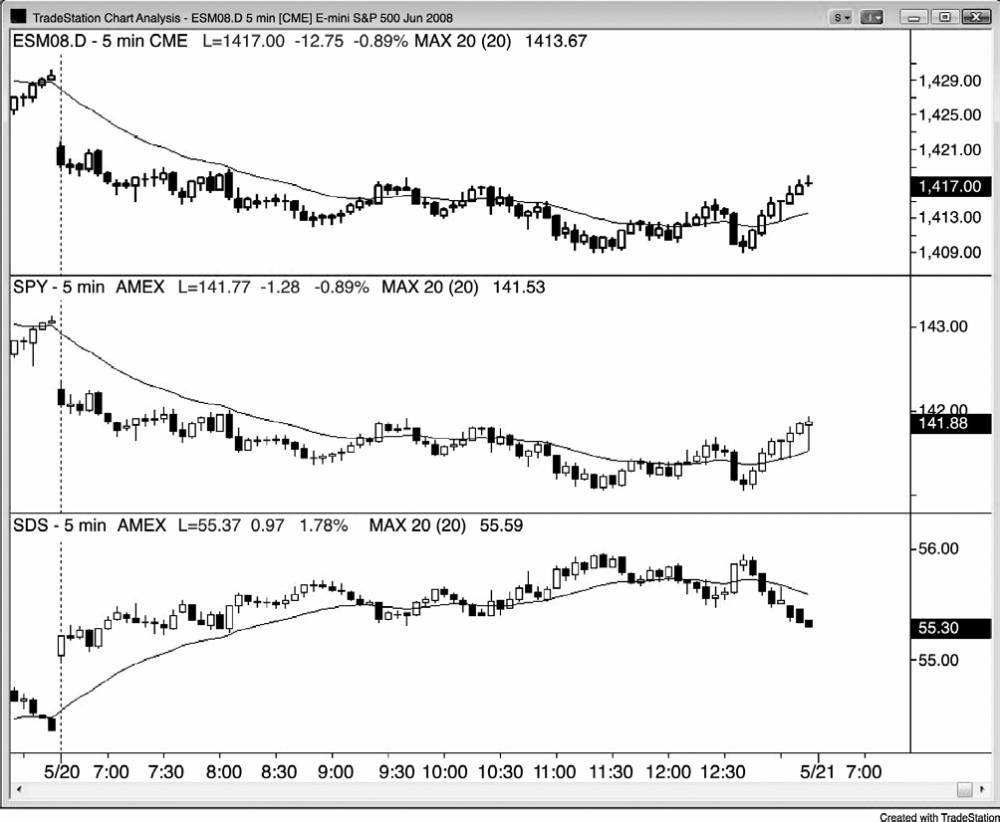 TradeStation Chart Analysis - ESM08.D 5 min [CME] E-mini S&P 500 Jun 2008
S
I
ESM08.D - 5 min CME L=1417.00 -12.75 -0.89% MAX 20 (20) 1413.67
1,429.00
1,425.00
1,421.00
1,417.00
1,413.00
1,409.00
SPY - 5 min AMEX L=141.77 -1.28 -0.89% MAX 20 (20) 141.53
143.00
142.00
141.88
SDS - 5 min AMEX L=55.37 0.97 1.78% MAX 20 (20) 55.59
56.00
55.30
55.00
5/20 7:00 7:30 8:00 8:30 9:00 9:30 10:00 10:30 11:00 11:30 12:00 12:30 5/21 7:00
Created with TradeStation